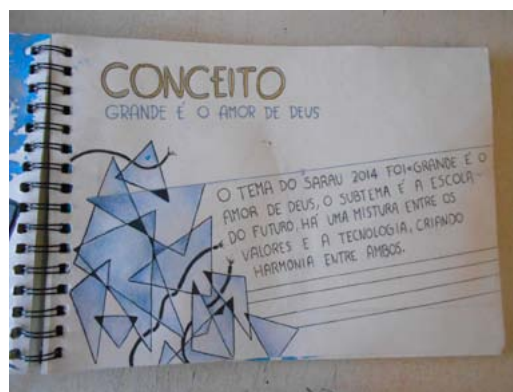 CONCEITO
GRANDE É O AMOR DE DEUS
O TEMA DO SARAU 2014 FOI "GRANDE É O
AMOR DE DEUS, O SUBTEMA É A ESCOLA
DO FUTURO, HÁ UMA MISTURA ENTRE OS
VALORES E A TECNOLOGIA, CRIANDO
HARMONIA ENTRE AMBOS.